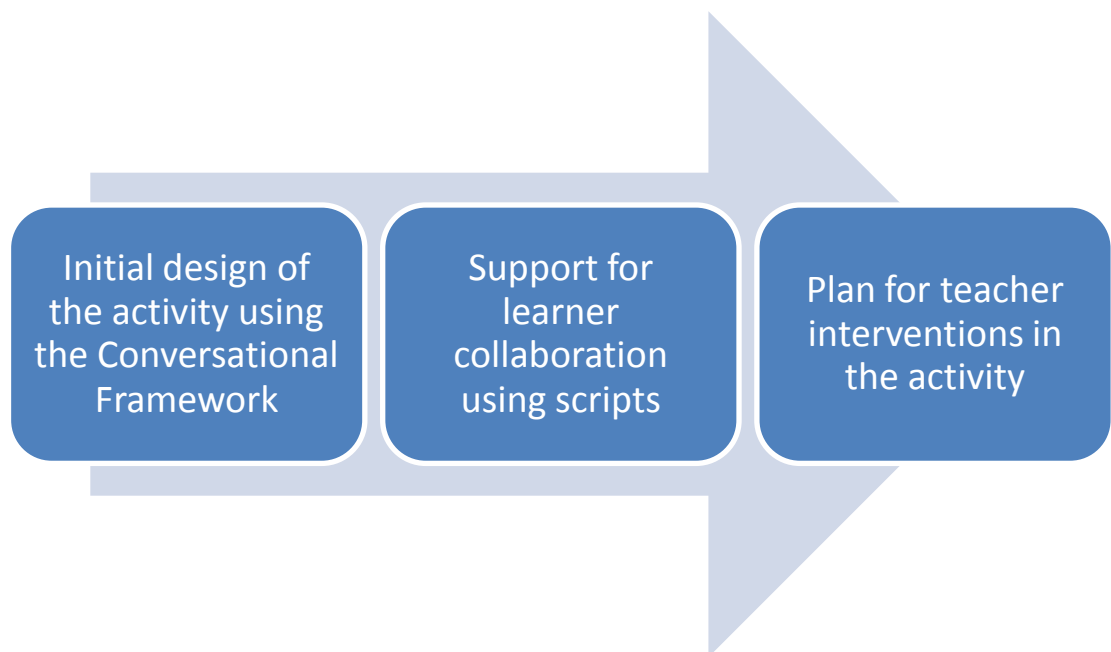 Initial design of
the activity using
the Conversational
Framework
Support for
learner
collaboration
using scripts
Plan for teacher
interventions in
the activity